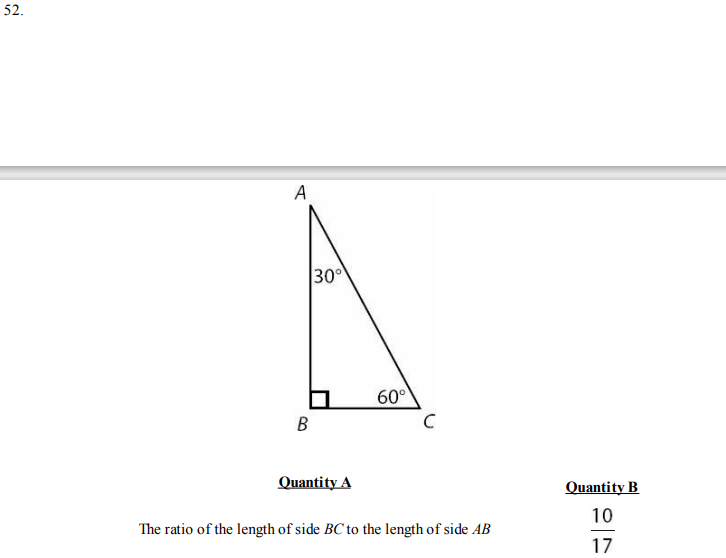 52.
A
30°
60°
B
C
Quantity A
Quantity B
The ratio of the length of side BC to the length of side AB
10
17